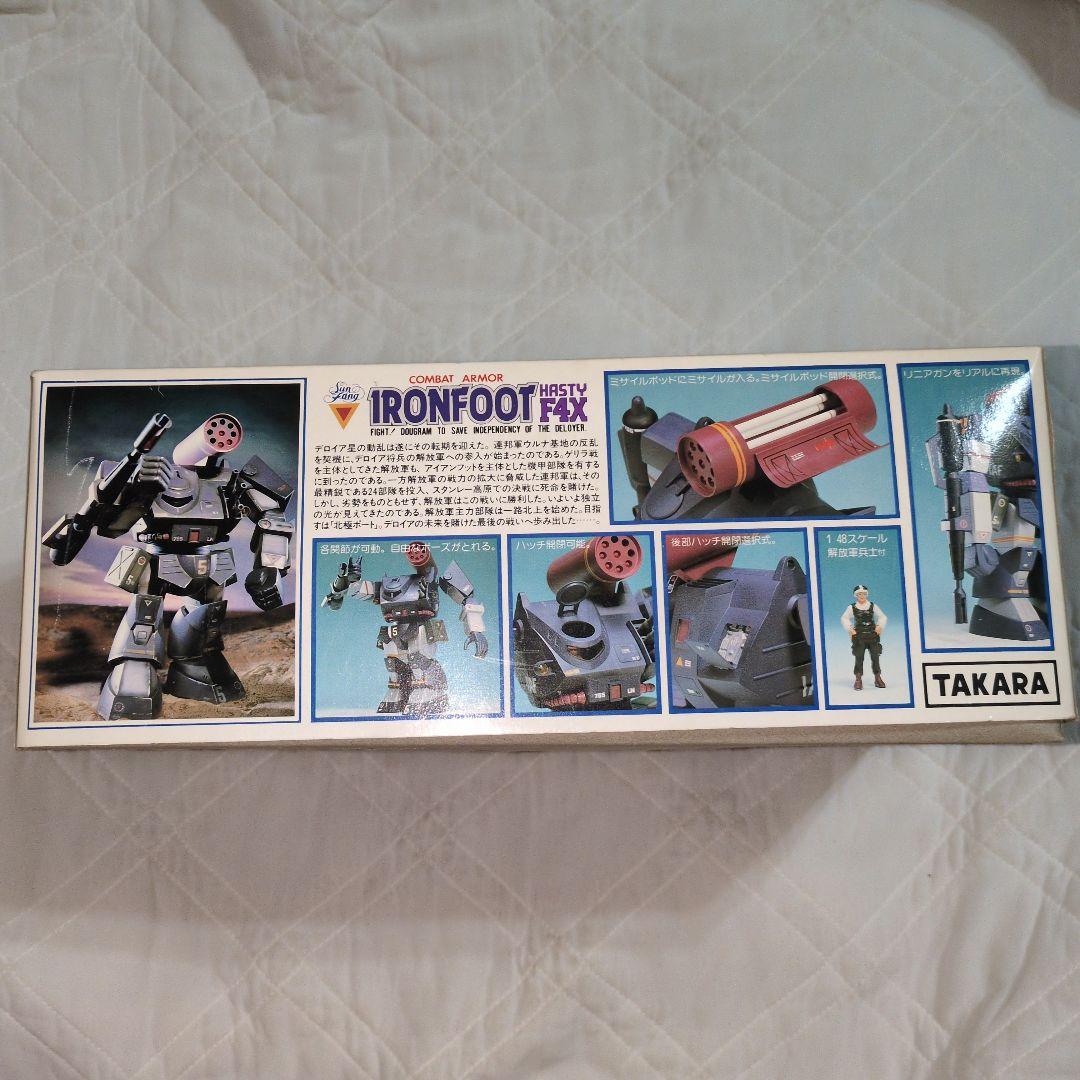 Sun Fang
COMBAT ARMOR
IRONFOOT HASTY F4X
FIGHT! DOUGRAM TO SAVE INDEPENDENCY OF THE DELOYER.
デロイア星の動乱は遂にその転期を迎えた。連邦軍ウルナ基地の反乱
を契機に、デロイア将兵の解放軍への参入が始まったのである。ゲリラ戦
を主体としてきた解放軍も、アイアンフットを主体とした機甲部隊を有する
に到ったのである。一方解放軍の戦力の拡大に脅威した連邦軍は、その
最精鋭である24部隊を投入、スタンレー高原での決戦に死命を賭けた。
しかし、劣勢をものともせず、解放軍はこの戦いに勝利した。いよいよ独立
の光が見えてきたのである。解放軍主力部隊は一路北上を始めた。目指
すは「北極ポート」。デロイアの未来を賭けた最後の戦いへ歩み出した……。
ミサイルポッドにミサイルが入る。ミサイルポッド開閉選択式。
リニアガンをリアルに再現。
各関節が可動。自由なポーズがとれる。
ハッチ開閉可能。
後部ハッチ開閉選択式。
1 48スケール
解放軍兵士付
TAKARA
5
5
5